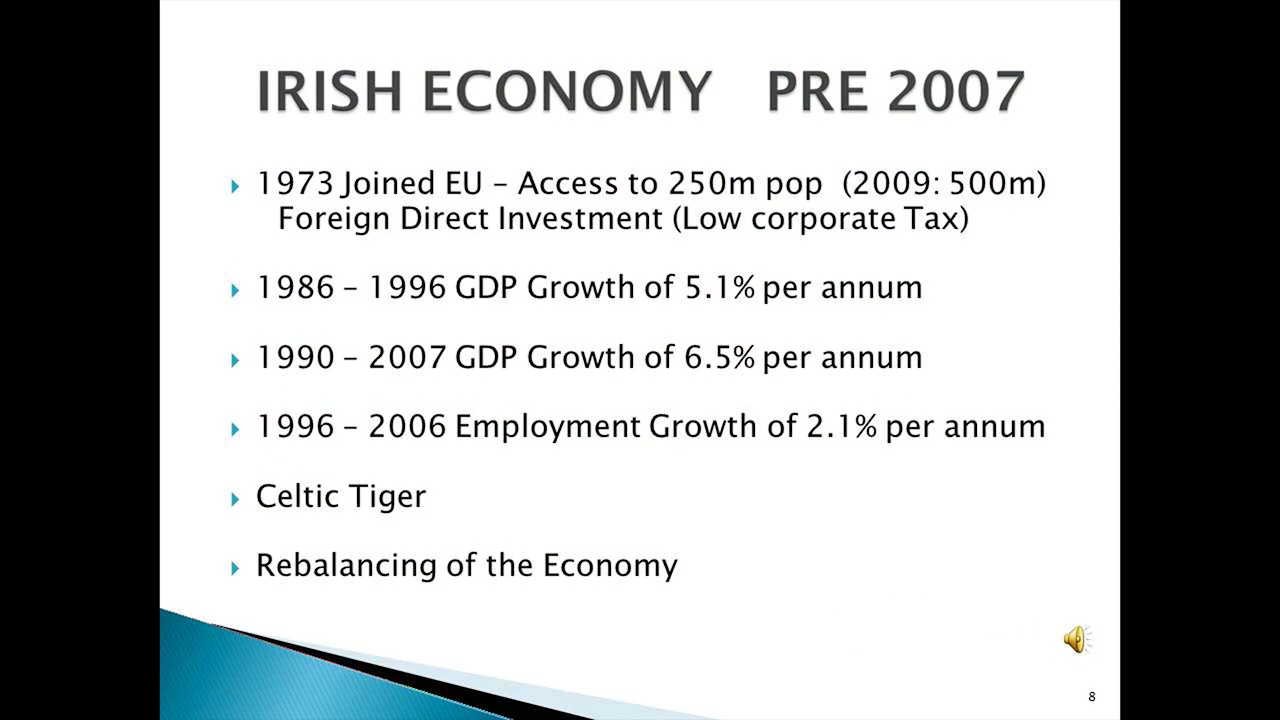 IRISH ECONOMY PRE 2007
1973 Joined EU – Access to 250m pop (2009: 500m)
Foreign Direct Investment (Low corporate Tax)
1986 – 1996 GDP Growth of 5.1% per annum
1990 – 2007 GDP Growth of 6.5% per annum
1996 – 2006 Employment Growth of 2.1% per annum
Celtic Tiger
Rebalancing of the Economy
8